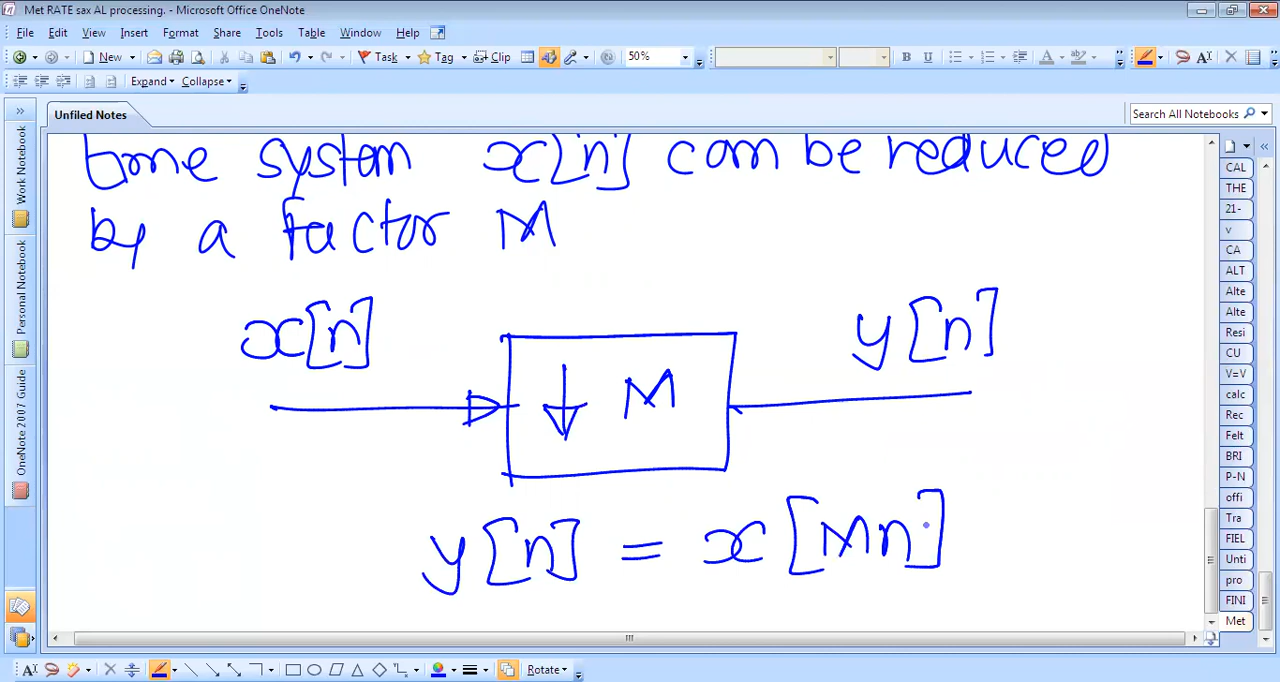 Met RATE sax AL processing. - Microsoft Office OneNote
File Edit View Insert Format Share Tools Table Window Help
New Task Tag Clip 50% B U A
Expand Collapse
Unfiled Notes
Search All Notebooks
Work Notebook
Personal Notebook
OneNote 2007 Guide
time system x[n] can be reduced
by a factor M
x[n]
y[n]
↓ M
y[n] = x[Mn]
CAL
THE
21-
v
CA
ALT
Alte
Alte
Resi
CU
V=V
calc
Rec
Felt
BRI
P-N
offi
Tra
FIEL
Unti
pro
FINI
Met
Rotate